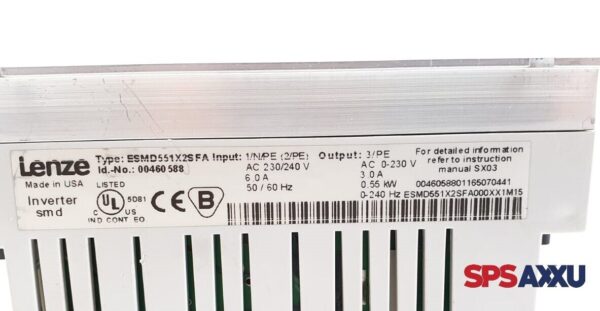 Lenze
Made in USA
Inverter
smd
Type: ESMD551X2SFA
Id.-No.: 00460588
LISTED
UL
5D81
C US
IND CONT EQ
B
Input: 1/N/PE (2/PE)
AC 230/240 V
6.0 A
50 / 60 Hz
Output: 3/PE
AC 0-230 V
3.0 A
0.55 kW
0-240 Hz
For detailed information
refer to instruction
manual SX03
0046058801165070441
ESMD551X2SFA000XX1M15
SPSAXXU